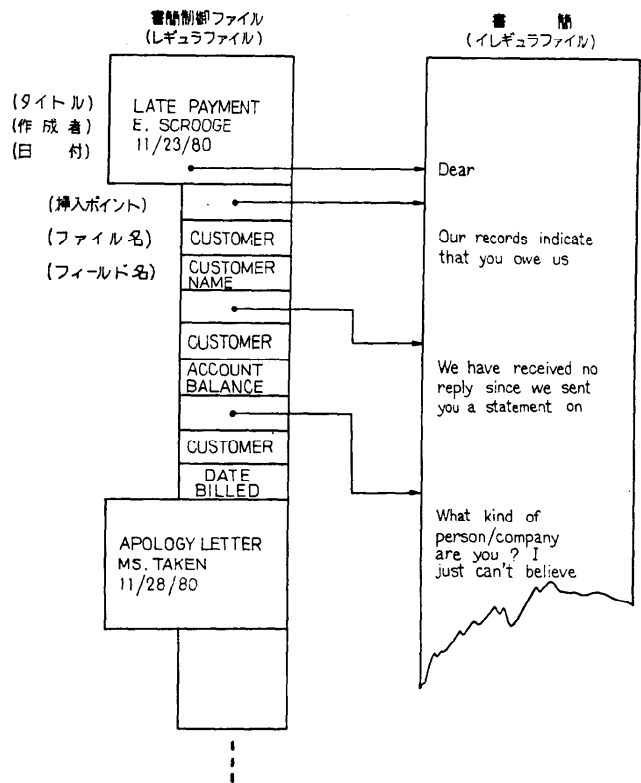 書簡制御ファイル
(レギュラファイル)
書 簡
(イレギュラファイル)
(タイトル)
(作成者)
(日 付)
LATE PAYMENT
E. SCROOGE
11/23/80
(挿入ポイント)
(ファイル名)
CUSTOMER
(フィールド名)
CUSTOMER
NAME
CUSTOMER
ACCOUNT
BALANCE
CUSTOMER
DATE
BILLED
APOLOGY LETTER
MS. TAKEN
11/28/80
Dear
Our records indicate
that you owe us
We have received no
reply since we sent
you a statement on
What kind of
person/company
are you ? I
just can't believe